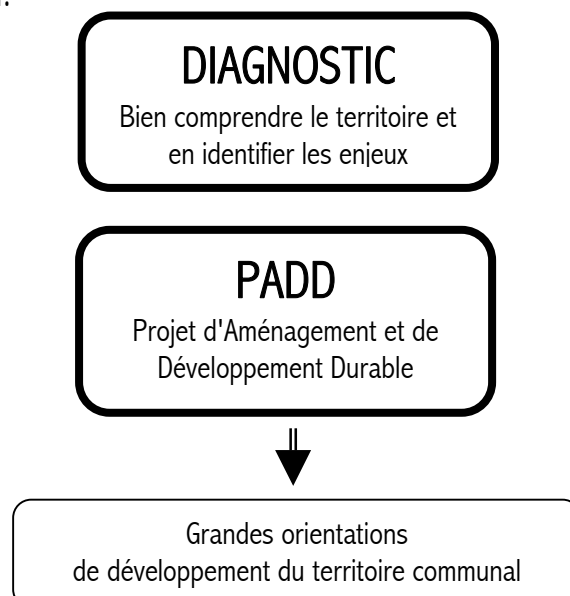 DIAGNOSTIC
Bien comprendre le territoire et
en identifier les enjeux
PADD
Projet d'Aménagement et de
Développement Durable
Grandes orientations
de développement du territoire communal